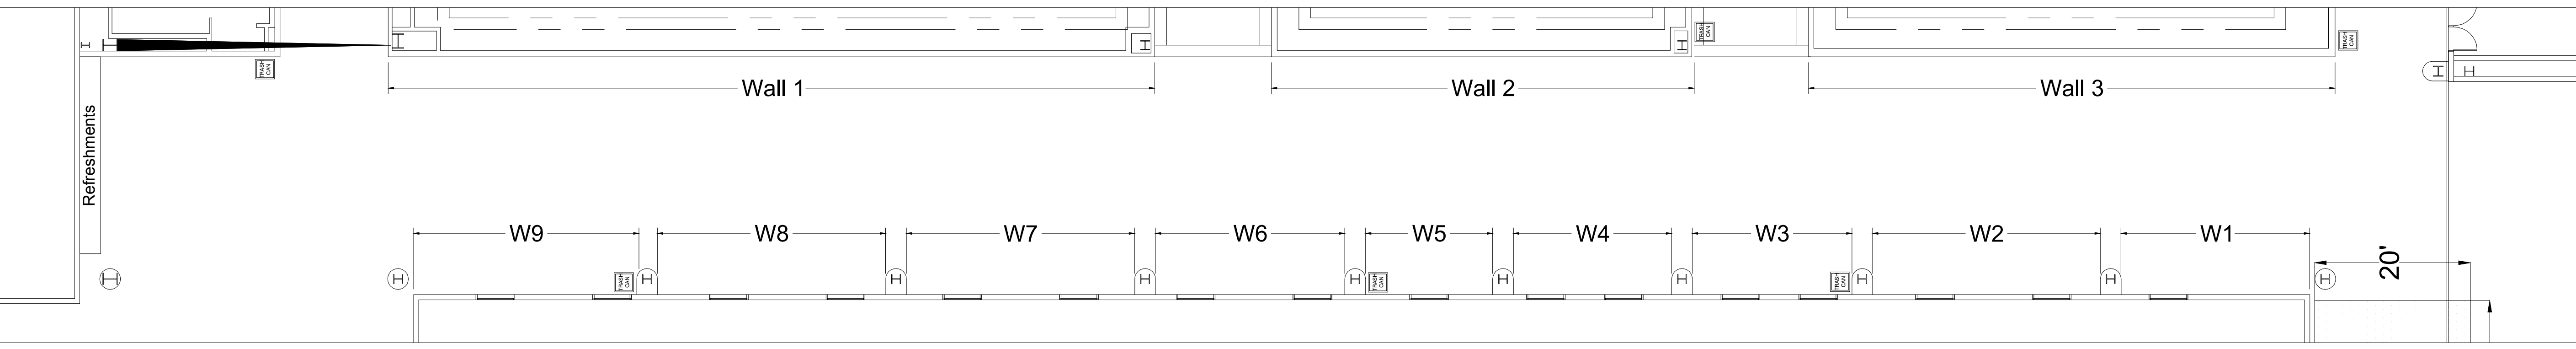 TRASH
CAN
TRASH
CAN
TRASH
CAN
Wall 1
Wall 2
Wall 3
Refreshments
W9
W8
W7
W6
W5
W4
W3
W2
W1
20'
TRASH
CAN
TRASH
CAN
TRASH
CAN